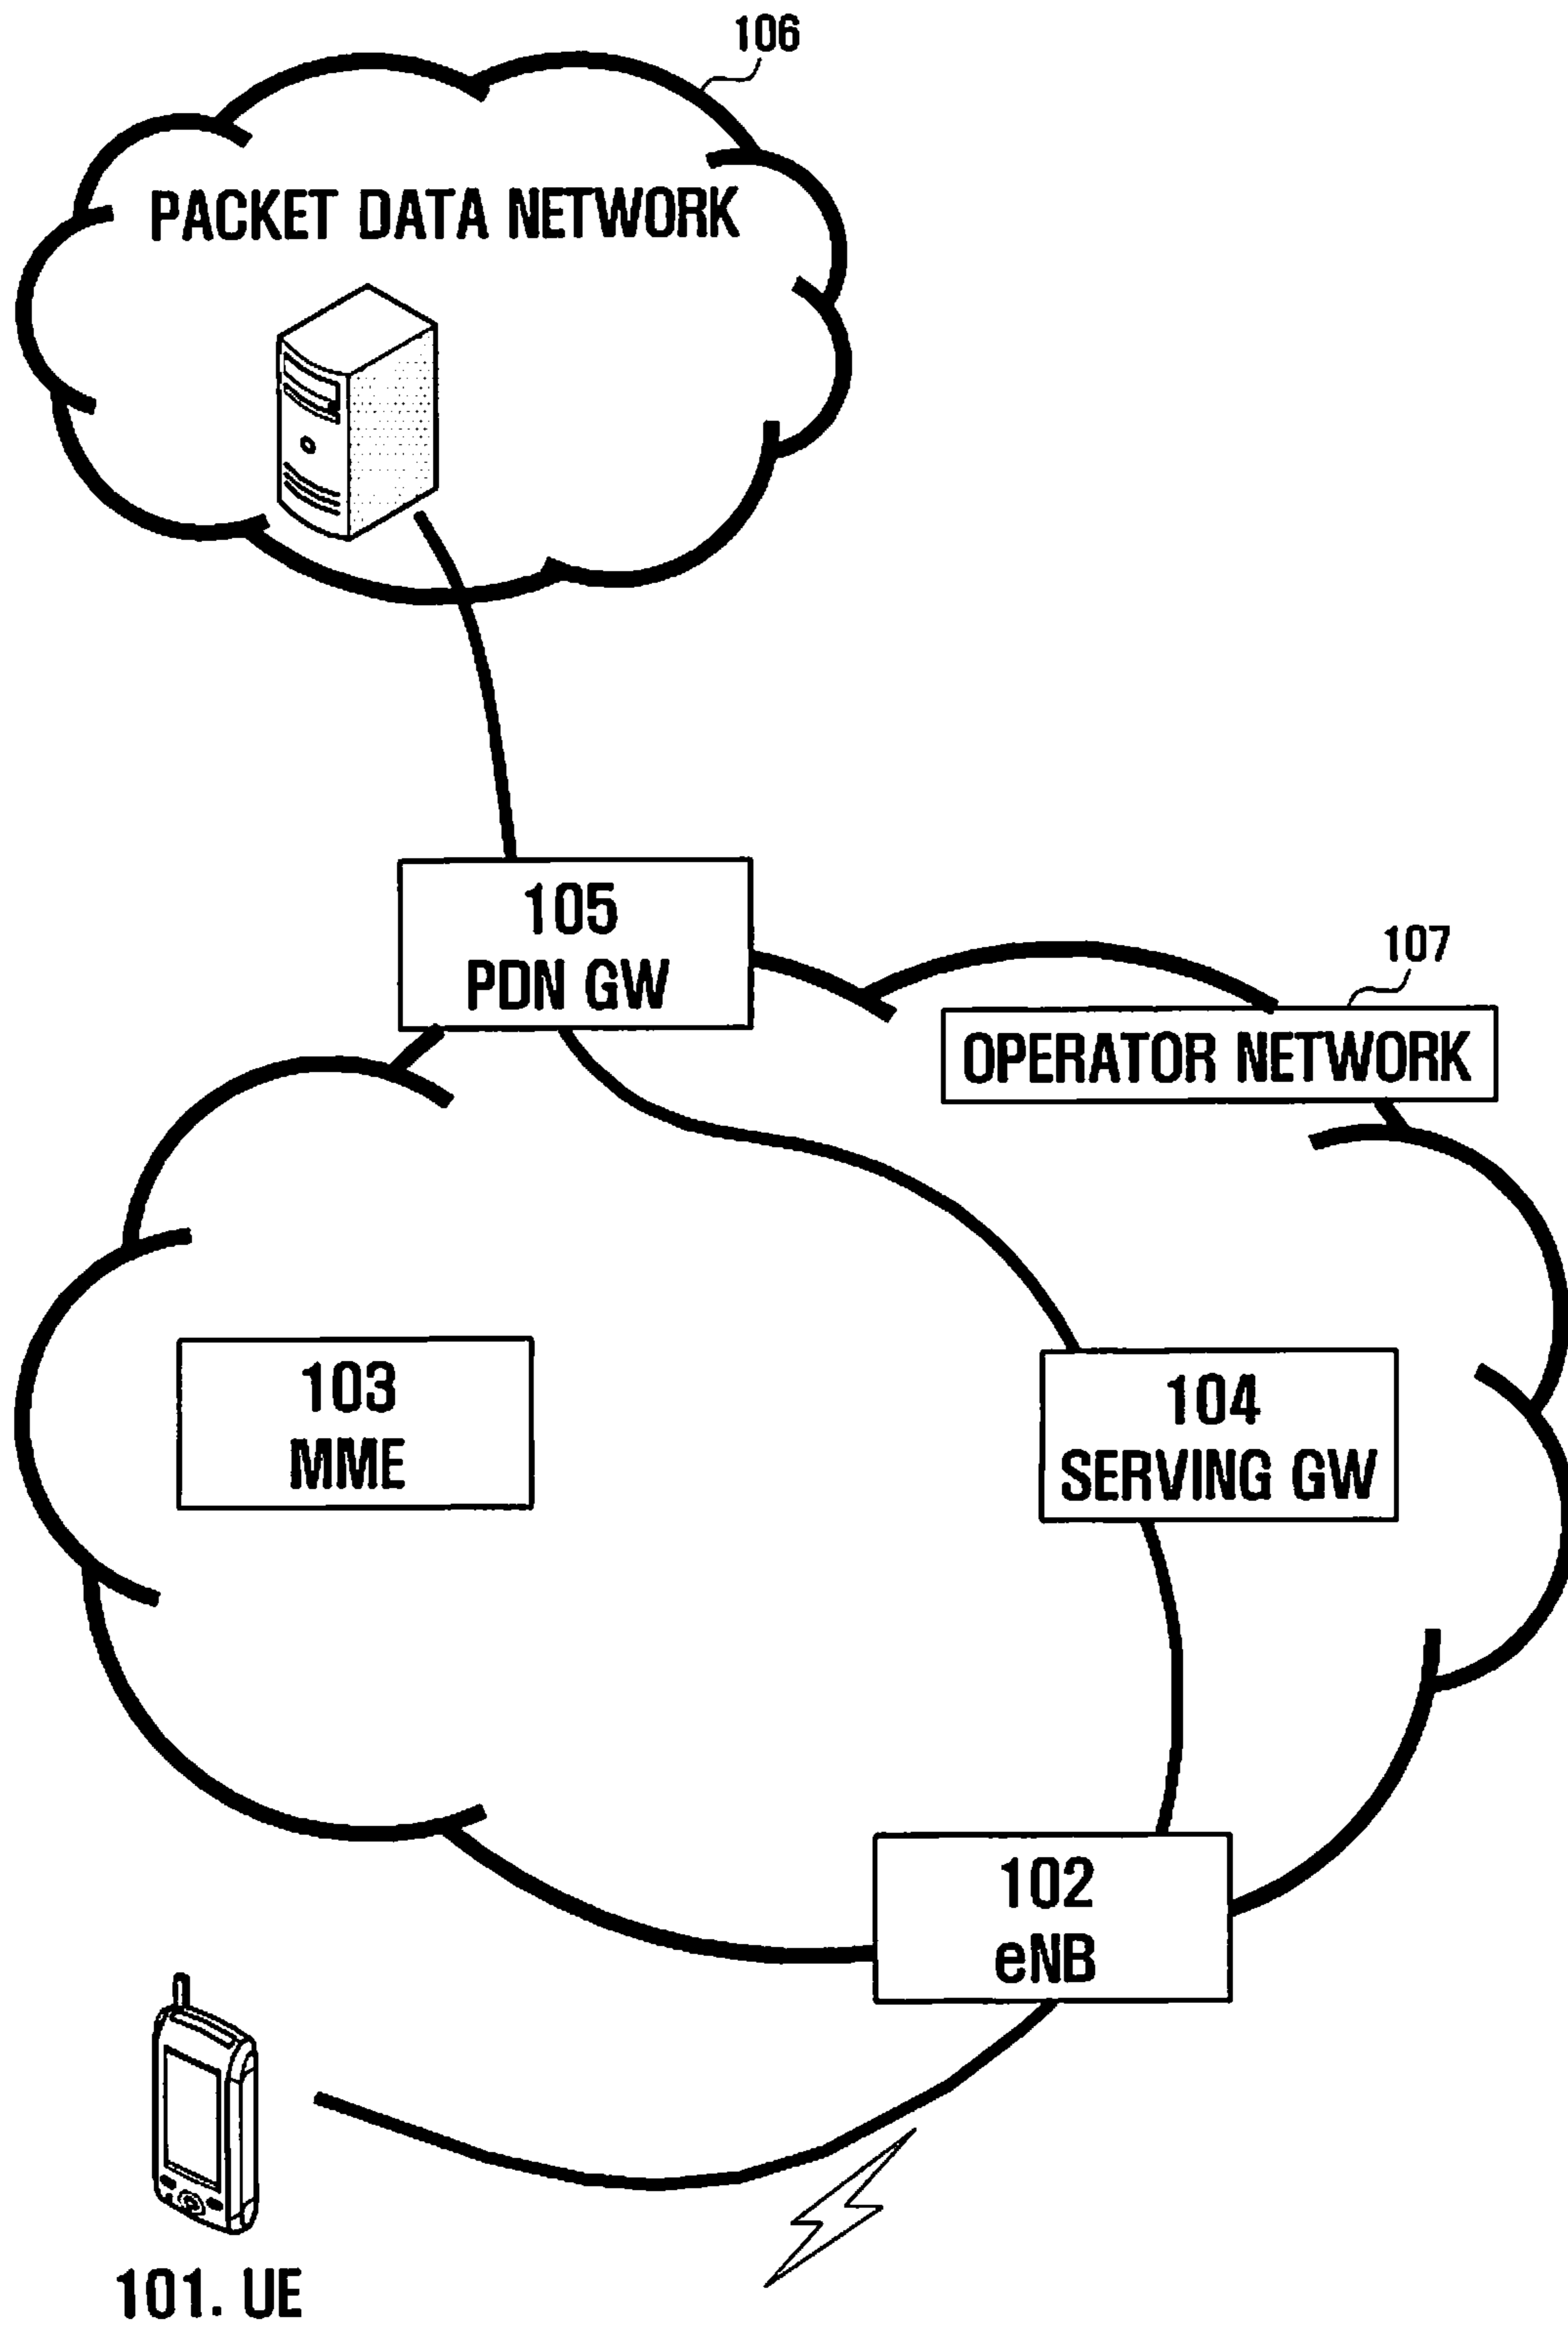 106
PACKET DATA NETWORK
105
PDN GW
107
OPERATOR NETWORK
103
MME
104
SERVING GW
102
eNB
101. UE